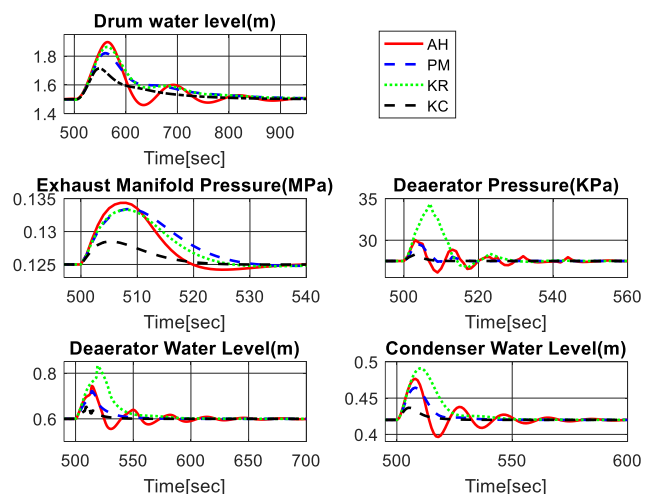 Drum water level(m)
1.8
1.6
1.4
500 600 700 800 900
Time[sec]
AH
PM
KR
KC
Exhaust Manifold Pressure(MPa)
0.135
0.13
0.125
500 510 520 530 540
Time[sec]
Deaerator Pressure(KPa)
35
30
500 520 540 560
Time[sec]
Deaerator Water Level(m)
0.8
0.6
500 550 600 650 700
Time[sec]
Condenser Water Level(m)
0.5
0.45
0.4
500 550 600
Time[sec]